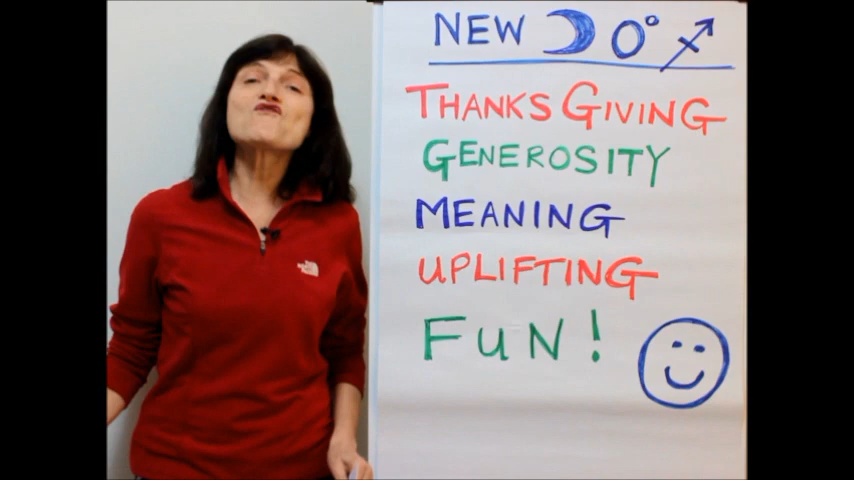 NEW 0°
THANKSGIVING
GENEROSITY
MEANING
UPLIFTING
FUN!